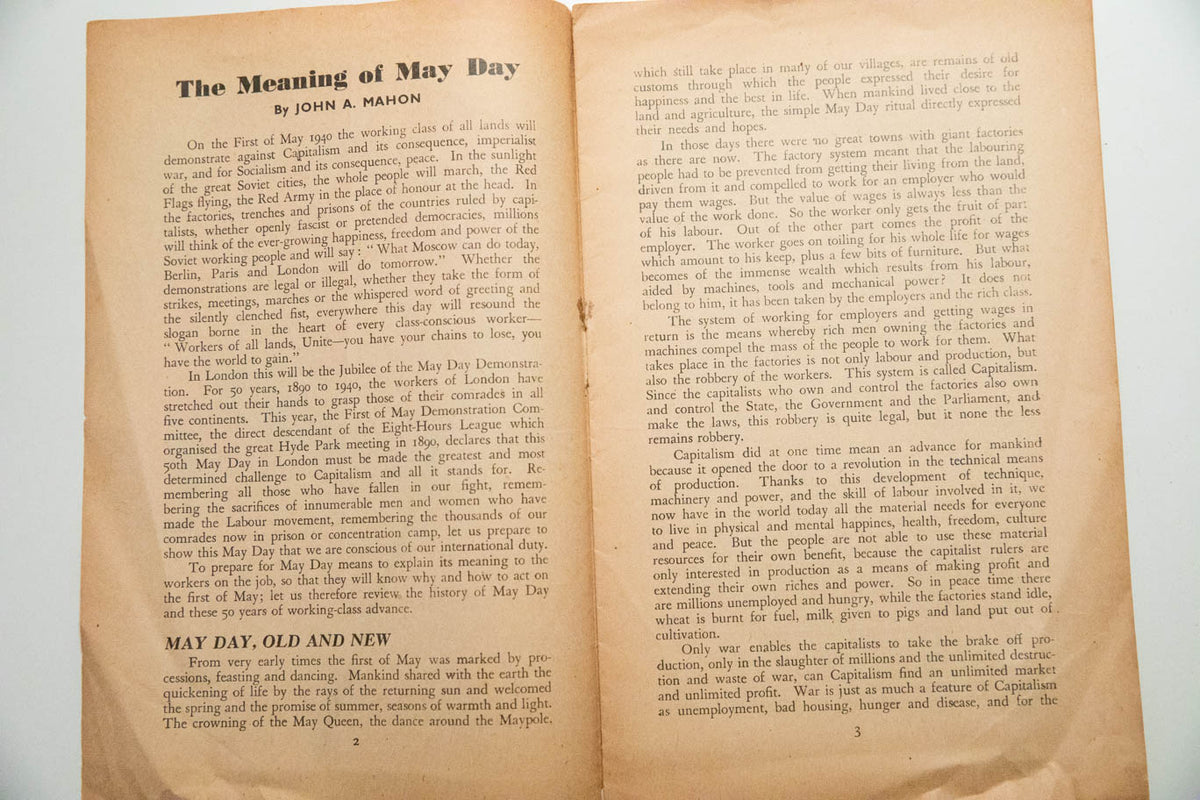 The Meaning of May Day
By JOHN A. MAHON
On the First of May 1940 the working class of all lands will
demonstrate against Capitalism and its consequence, imperialist
war, and for Socialism and its consequence, peace. In the sunlight
of the great Soviet cities, the whole people will march, the Red
Flags flying, the Red Army in the place of honour at the head. In
the factories, trenches and prisons of the countries ruled by capi-
talists, whether openly fascist or pretended democracies, millions
will think of the ever-growing happiness, freedom and power of the
Soviet working people and will say: "What Moscow can do today,
Berlin, Paris and London will do tomorrow." Whether the
demonstrations are legal or illegal, whether they take the form of
strikes, meetings, marches or the whispered word of greeting and
the silently clenched fist, everywhere this day will resound the
slogan borne in the heart of every class-conscious worker—
"Workers of all lands, Unite—you have your chains to lose, you
have the world to gain."
In London this will be the Jubilee of the May Day Demonstra-
tion. For 50 years, 1890 to 1940, the workers of London have
stretched out their hands to grasp those of their comrades in all
five continents. This year, the First of May Demonstration Com-
mittee, the direct descendant of the Eight-Hours League which
organised the great Hyde Park meeting in 1890, declares that this
50th May Day in London must be made the greatest and most
determined challenge to Capitalism and all it stands for. Re-
membering all those who have fallen in our fight, remem-
bering the sacrifices of innumerable men and women who have
made the Labour movement, remembering the thousands of our
comrades now in prison or concentration camp, let us prepare to
show this May Day that we are conscious of our international duty.
To prepare for May Day means to explain its meaning to the
workers on the job, so that they will know why and how to act on
the first of May; let us therefore review the history of May Day
and these 50 years of working-class advance.
MAY DAY, OLD AND NEW
From very early times the first of May was marked by pro-
cessions, feasting and dancing. Mankind shared with the earth the
quickening of life by the rays of the returning sun and welcomed
the spring and the promise of summer, seasons of warmth and light.
The crowning of the May Queen, the dance around the Maypole.
2
which still take place in many of our villages, are remains of old
customs through which the people expressed their desire for
happiness and the best in life. When mankind lived close to the
land and agriculture, the simple May Day ritual directly expressed
their needs and hopes.
In those days there were no great towns with giant factories
as there are now. The factory system meant that the labouring
people had to be prevented from getting their living from the land,
driven from it and compelled to work for an employer who would
pay them wages. But the value of wages is always less than the
value of the work done. So the worker only gets the fruit of part
of his labour. Out of the other part comes the profit of the
employer. The worker goes on toiling for his whole life for wages
which amount to his keep, plus a few bits of furniture. But what
becomes of the immense wealth which results from his labour,
aided by machines, tools and mechanical power? It does not
belong to him, it has been taken by the employers and the rich class.
The system of working for employers and getting wages in
return is the means whereby rich men owning the factories and
machines compel the mass of the people to work for them. What
takes place in the factories is not only labour and production, but
also the robbery of the workers. This system is called Capitalism.
Since the capitalists who own and control the factories also own
and control the State, the Government and the Parliament, and
make the laws, this robbery is quite legal, but it none the less
remains robbery.
Capitalism did at one time mean an advance for mankind
because it opened the door to a revolution in the technical means
of production. Thanks to this development of technique,
machinery and power, and the skill of labour involved in it, we
now have in the world today all the material needs for everyone
to live in physical and mental happines, health, freedom, culture
and peace. But the people are not able to use these material
resources for their own benefit, because the capitalist rulers are
only interested in production as a means of making profit and
extending their own riches and power. So in peace time there
are millions unemployed and hungry, while the factories stand idle,
wheat is burnt for fuel, milk given to pigs and land put out of
cultivation.
Only war enables the capitalists to take the brake off pro-
duction, only in the slaughter of millions and the unlimited destruc-
tion and waste of war, can Capitalism find an unlimited market
and unlimited profit. War is just as much a feature of Capitalism
as unemployment, bad housing, hunger and disease, and for the
3